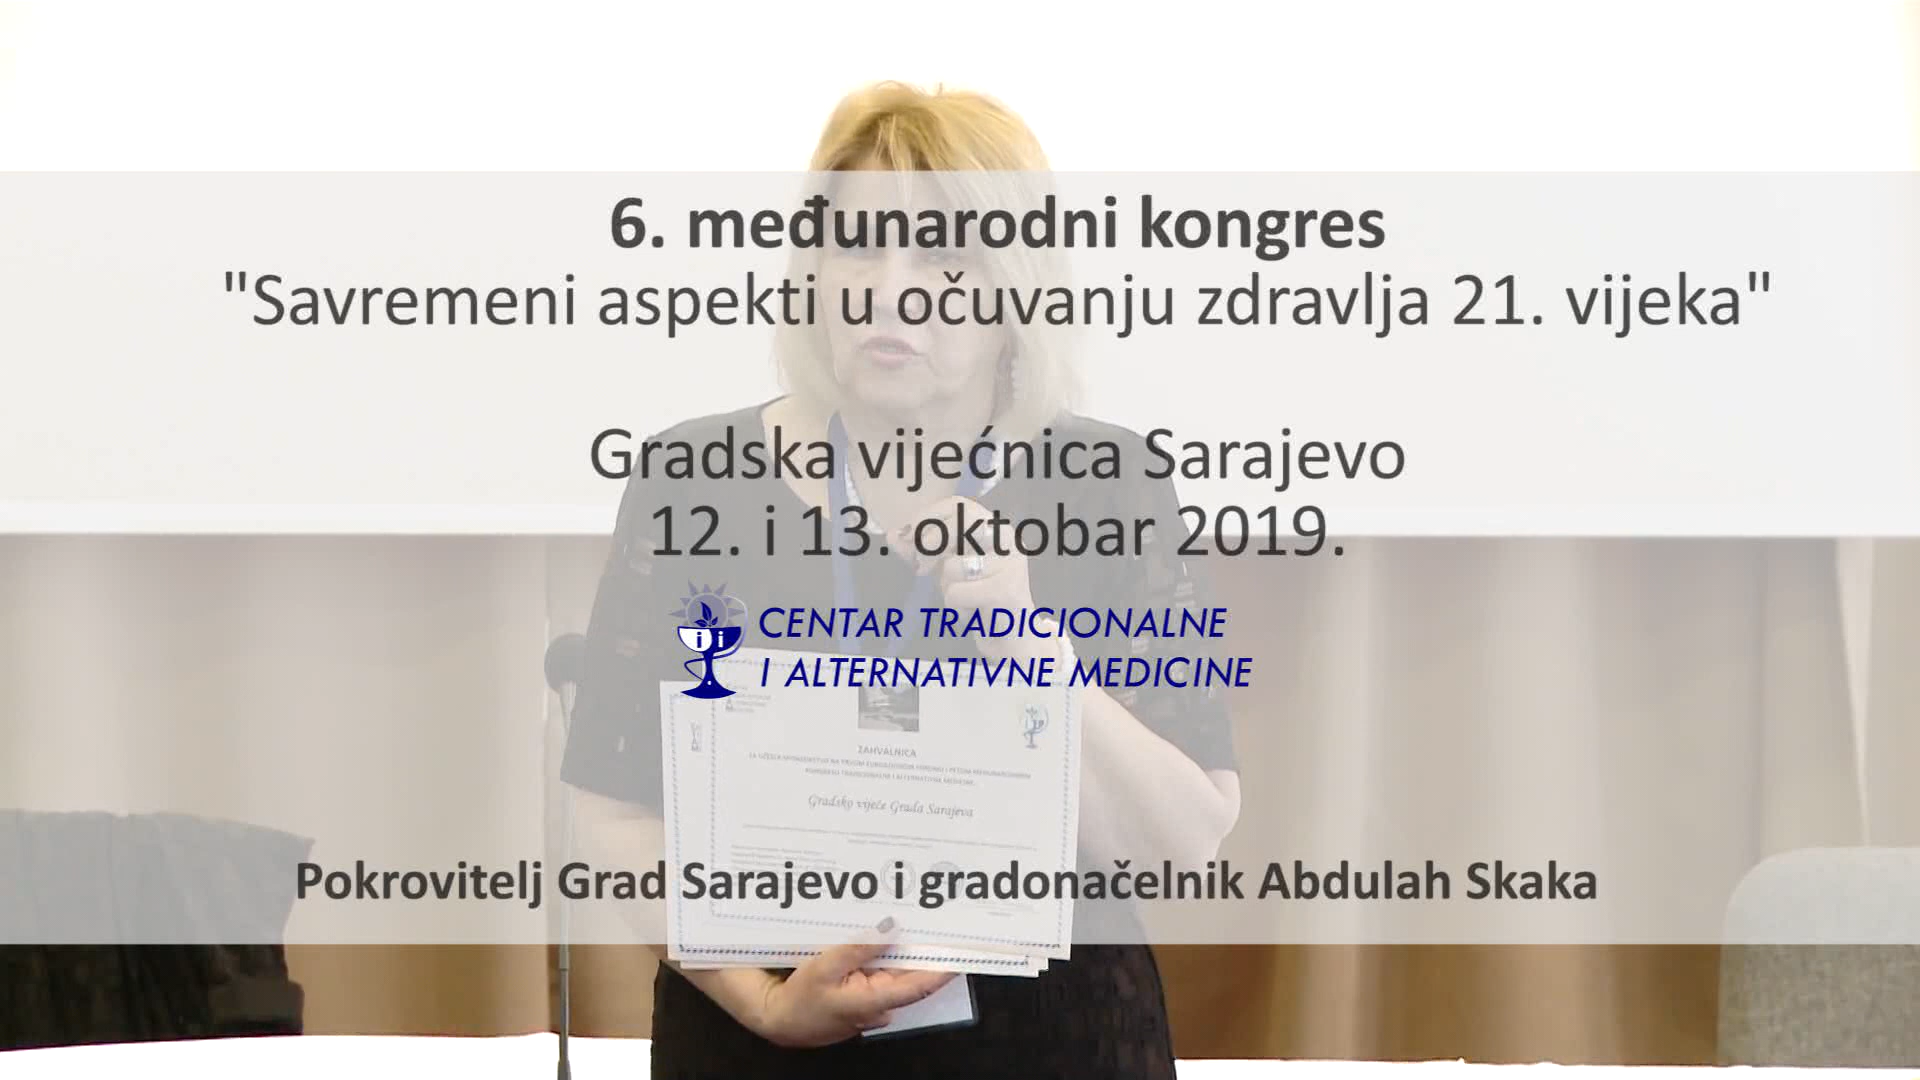 6. međunarodni kongres
"Savremeni aspekti u očuvanju zdravlja 21. vijeka"
Gradska vijećnica Sarajevo
12. i 13. oktobar 2019.
CENTAR TRADICIONALNE
I ALTERNATIVNE MEDICINE
ZAHVALNICA
Gradsko vijeće Grada Sarajeva
Pokrovitelj Grad Sarajevo i gradonačelnik Abdulah Skaka